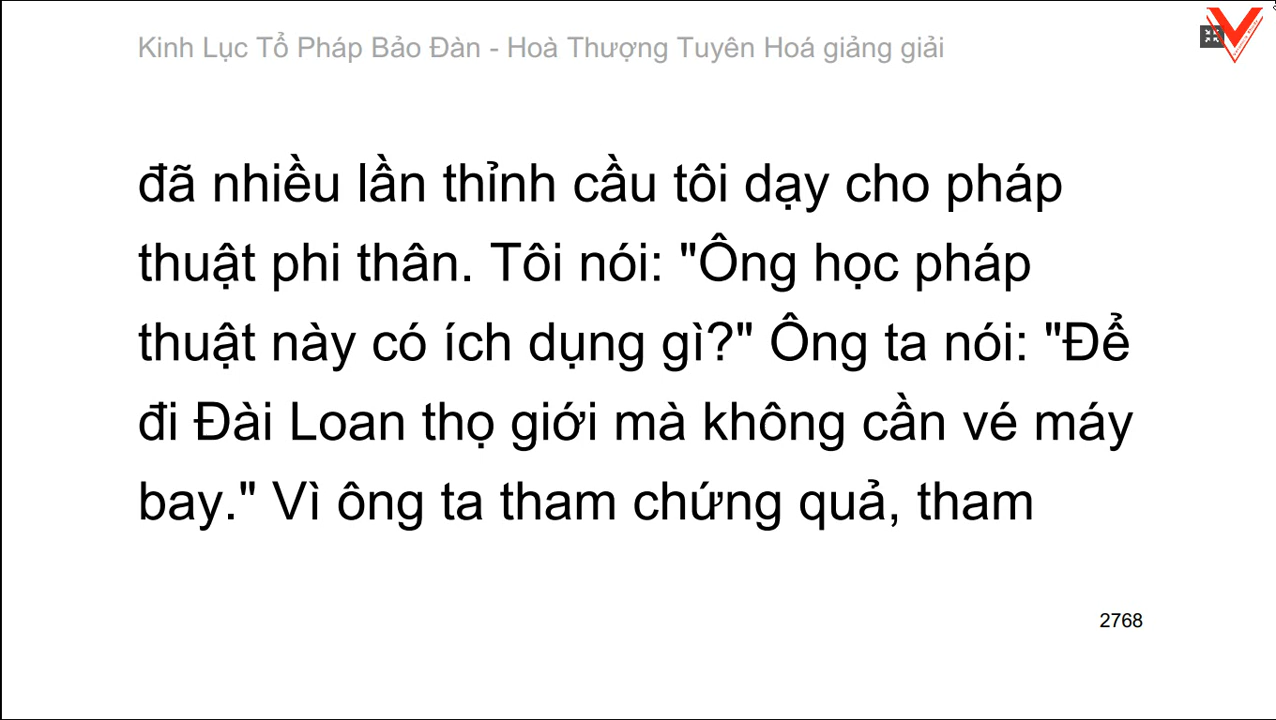 Kinh Lục Tổ Pháp Bảo Đàn - Hoà Thượng Tuyên Hoá giảng giải
đã nhiều lần thỉnh cầu tôi dạy cho pháp
thuật phi thân. Tôi nói: "Ông học pháp
thuật này có ích dụng gì?" Ông ta nói: "Để
đi Đài Loan thọ giới mà không cần vé máy
bay." Vì ông ta tham chứng quả, tham
2768